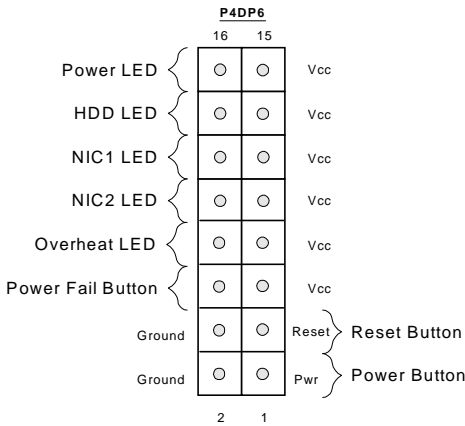 P4DP6
16 15
Power LED Vcc
HDD LED Vcc
NIC1 LED Vcc
NIC2 LED Vcc
Overheat LED Vcc
Power Fail Button Vcc
Ground Reset Reset Button
Ground Pwr Power Button
2 1